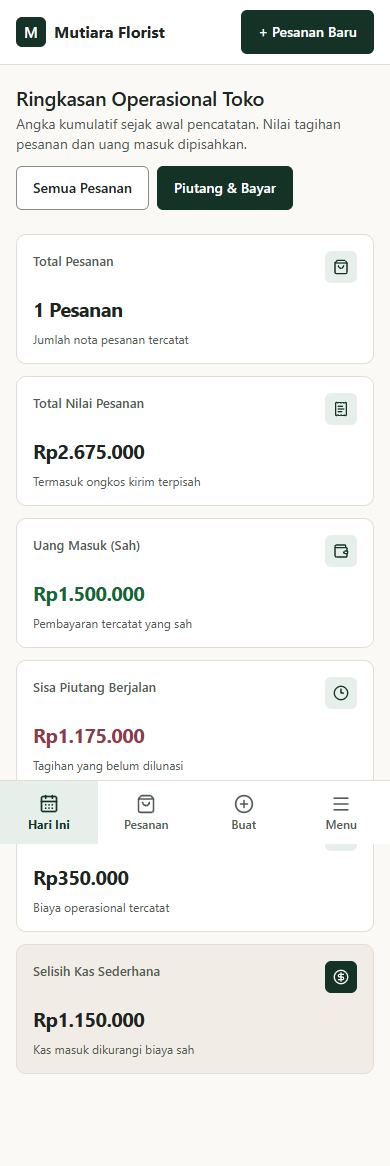 M Mutiara Florist
+ Pesanan Baru
Ringkasan Operasional Toko
Angka kumulatif sejak awal pencatatan. Nilai tagihan
pesanan dan uang masuk dipisahkan.
Semua Pesanan
Piutang & Bayar
Total Pesanan
1 Pesanan
Jumlah nota pesanan tercatat
Total Nilai Pesanan
Rp2.675.000
Termasuk ongkos kirim terpisah
Uang Masuk (Sah)
Rp1.500.000
Pembayaran tercatat yang sah
Sisa Piutang Berjalan
Rp1.175.000
Tagihan yang belum dilunasi
Hari Ini
Pesanan
Buat
Menu
Rp350.000
Biaya operasional tercatat
Selisih Kas Sederhana
Rp1.150.000
Kas masuk dikurangi biaya sah